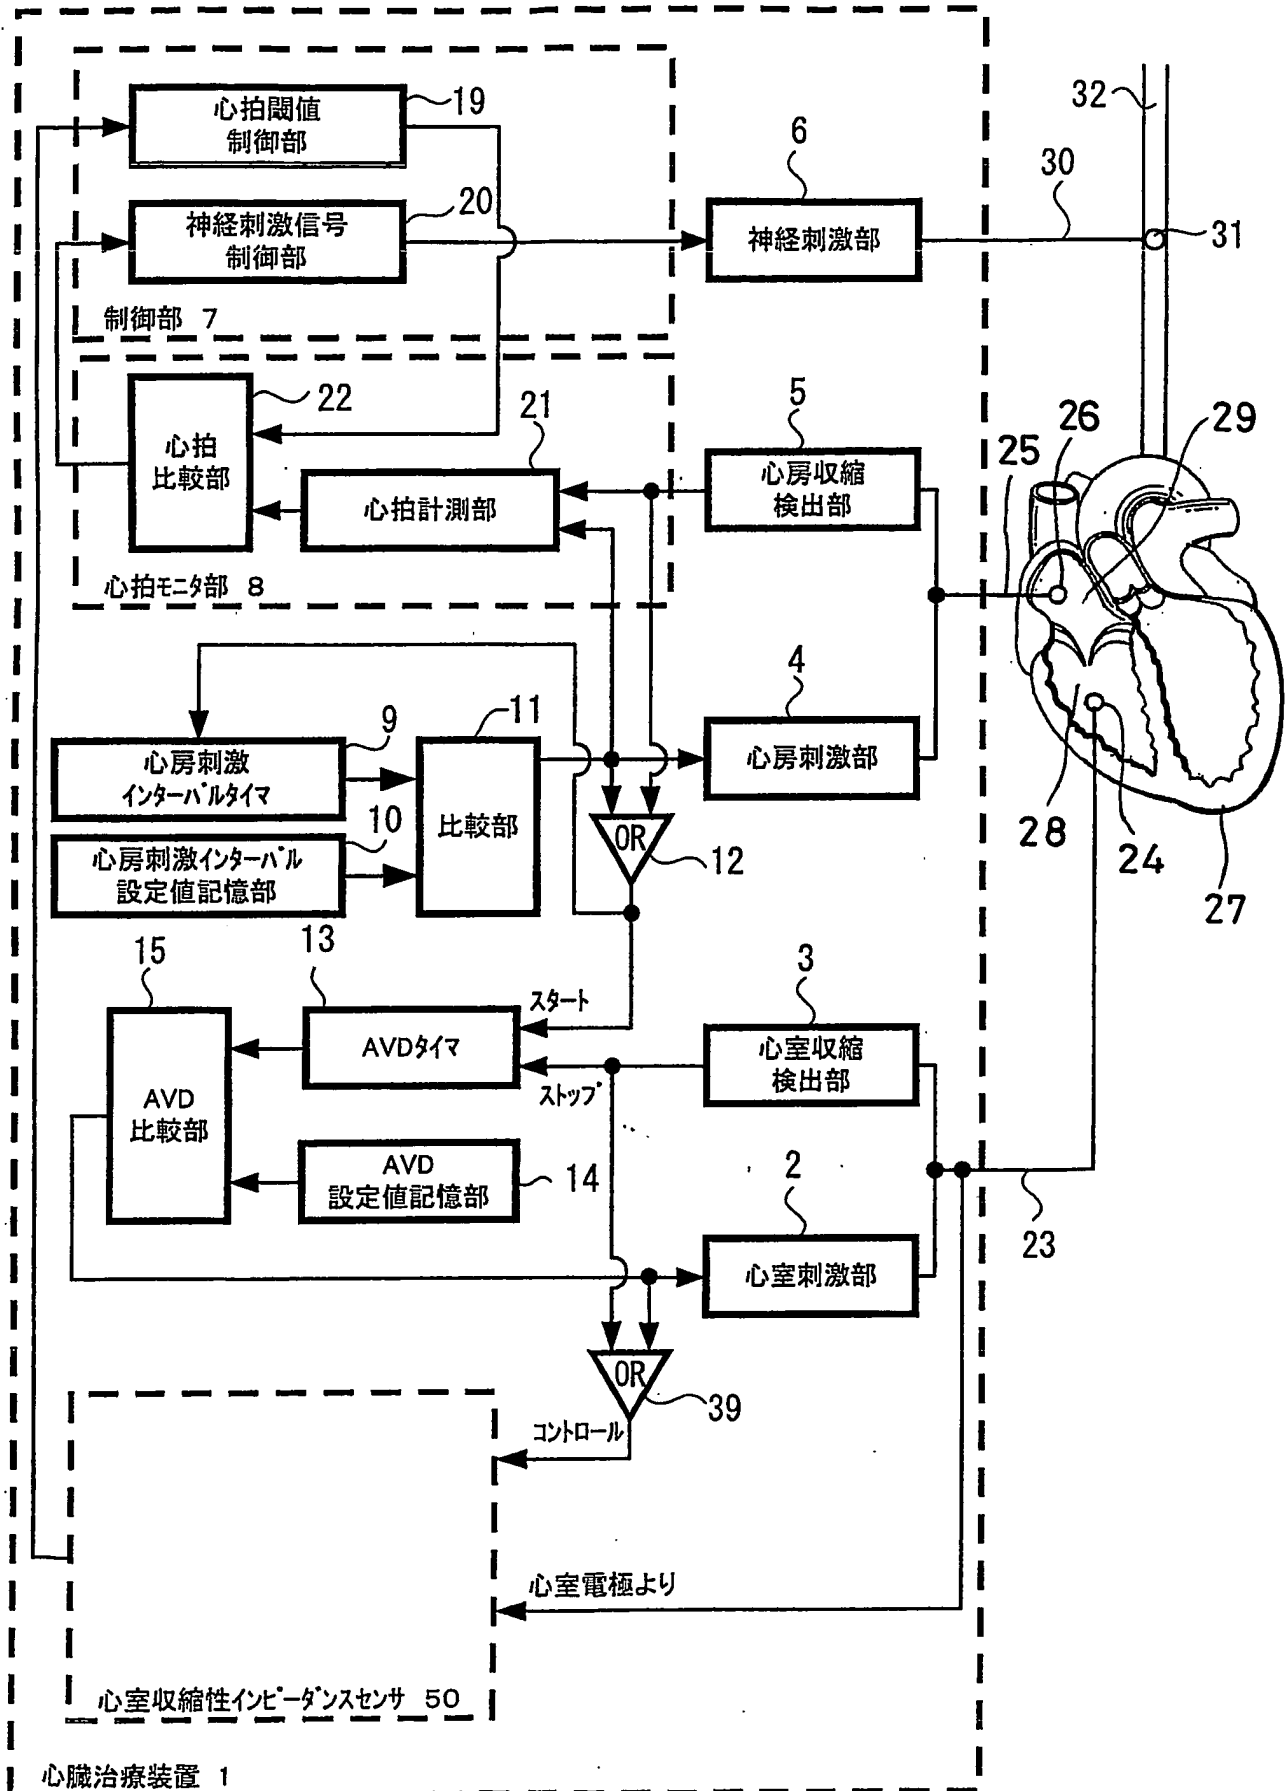 心拍閾値
制御部
19
神経刺激信号
制御部
20
制御部 7
6
神経刺激部
32
30
31
22
心拍
比較部
21
心拍計測部
心拍モニタ部 8
5
心房収縮
検出部
25
26
29
4
心房刺激部
9
心房刺激
インターバルタイマ
10
心房刺激インターバル
設定値記憶部
11
比較部
OR
12
28
24
27
15
AVD
比較部
13
AVDタイマ
スタート
ストップ
3
心室収縮
検出部
AVD
設定値記憶部
14
2
心室刺激部
23
OR
39
コントロール
心室電極より
心室収縮性インピーダンスセンサ 50
心臓治療装置 1